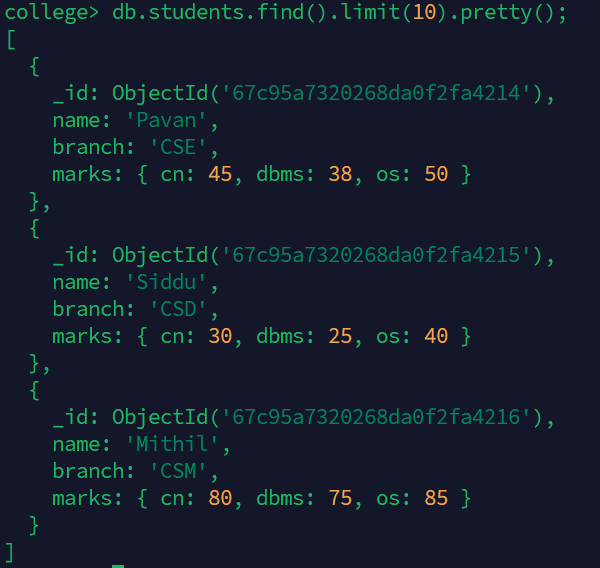 college> db.students.find().limit(10).pretty();
[
  {
    _id: ObjectId('67c95a7320268da0f2fa4214'),
    name: 'Pavan',
    branch: 'CSE',
    marks: { cn: 45, dbms: 38, os: 50 }
  },
  {
    _id: ObjectId('67c95a7320268da0f2fa4215'),
    name: 'Siddu',
    branch: 'CSD',
    marks: { cn: 30, dbms: 25, os: 40 }
  },
  {
    _id: ObjectId('67c95a7320268da0f2fa4216'),
    name: 'Mithil',
    branch: 'CSM',
    marks: { cn: 80, dbms: 75, os: 85 }
  }
]